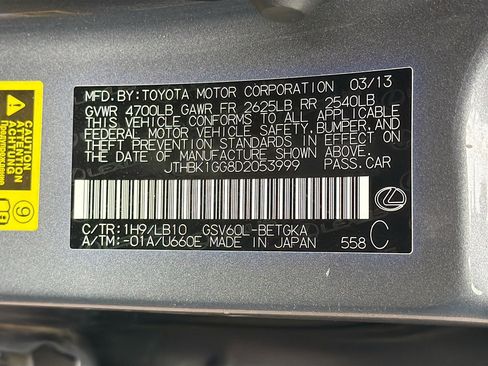 MFD.BY:TOYOTA MOTOR CORPORATION 03/13
GVWR 4700LB GAWR FR 2625LB RR 2540LB
THIS VEHICLE CONFORMS TO ALL APPLICABLE
FEDERAL MOTOR VEHICLE SAFETY, BUMPER, AND
THEFT PREVENTION STANDARDS IN EFFECT ON
THE DATE OF MANUFACTURE SHOWN ABOVE.
JTHBK1GG8D2053999 PASS.CAR
C/TR: 1H9/LB10 GSV60L-BETGKA
A/TM:-01A/U660E MADE IN JAPAN 558 C
ACHTUNG
9